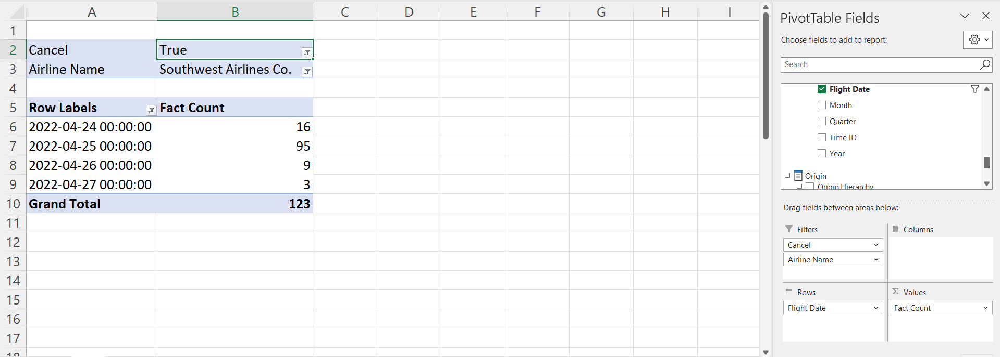 A B C D E F G H I
1
2 Cancel True
3 Airline Name Southwest Airlines Co.
4
5 Row Labels Fact Count
6 2022-04-24 00:00:00 16
7 2022-04-25 00:00:00 95
8 2022-04-26 00:00:00 9
9 2022-04-27 00:00:00 3
10 Grand Total 123
11
12
13
14
15
16
17
18
PivotTable Fields
Choose fields to add to report:
Search
Flight Date
Month
Quarter
Time ID
Year
Origin
Origin.Hierarchy
Drag fields between areas below:
Filters
Cancel
Airline Name
Columns
Rows
Flight Date
Σ Values
Fact Count